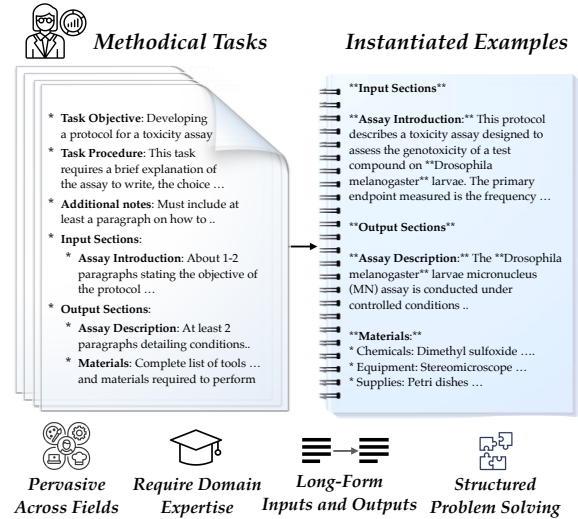 Methodical Tasks
Instantiated Examples
* Task Objective: Developing
a protocol for a toxicity assay
* Task Procedure: This task
requires a brief explanation of
the assay to write, the choice …
* Additional notes: Must include
at least a paragraph on how to ..
* Input Sections:
* Assay Introduction: About 1-2
paragraphs stating the objective of
the protocol …
* Output Sections:
* Assay Description: At least 2
paragraphs detailing conditions..
* Materials: Complete list of tools …
and materials required to perform
**Input Sections**
**Assay Introduction:** This protocol
describes a toxicity assay designed to
assess the genotoxicity of a test
compound on **Drosophila
melanogaster** larvae. The primary
endpoint measured is the frequency …
**Output Sections**
**Assay Description:** The **Drosophila
melanogaster** larvae micronucleus
(MN) assay is conducted under
controlled conditions ..
**Materials:**
* Chemicals: Dimethyl sulfoxide ….
* Equipment: Stereomicroscope …
* Supplies: Petri dishes …
Pervasive
Across Fields
Require Domain
Expertise
Long-Form
Inputs and Outputs
Structured
Problem Solving